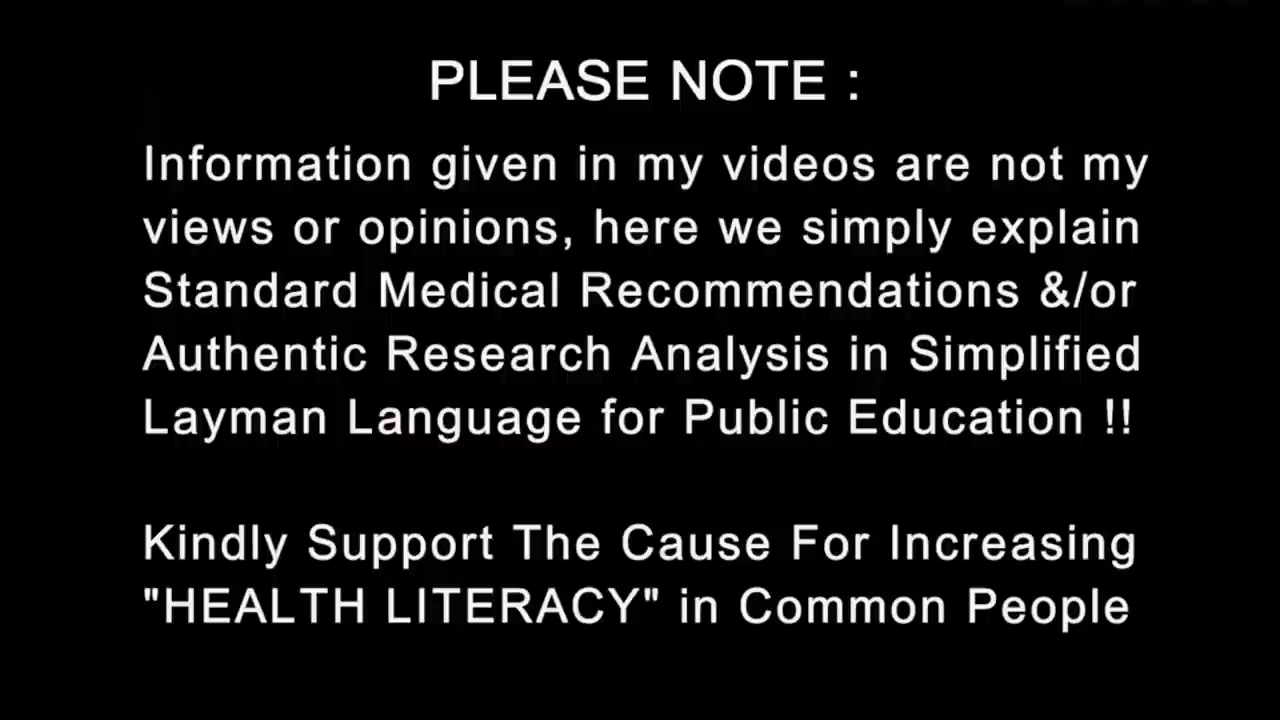 PLEASE NOTE :
Information given in my videos are not my
views or opinions, here we simply explain
Standard Medical Recommendations &/or
Authentic Research Analysis in Simplified
Layman Language for Public Education !!
Kindly Support The Cause For Increasing
"HEALTH LITERACY" in Common People